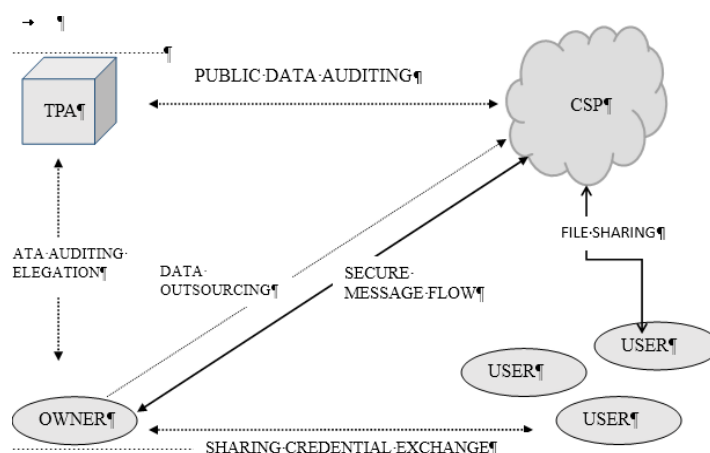 → ¶
¶
PUBLIC·DATA·AUDITING¶
TPA¶
CSP¶
FILE·SHARING¶
ATA·AUDITING·
ELEGATION¶
DATA·
OUTSOURCING¶
SECURE·
MESSAGE·FLOW¶
USER¶
USER¶
OWNER¶
USER¶
SHARING·CREDENTIAL·EXCHANGE¶